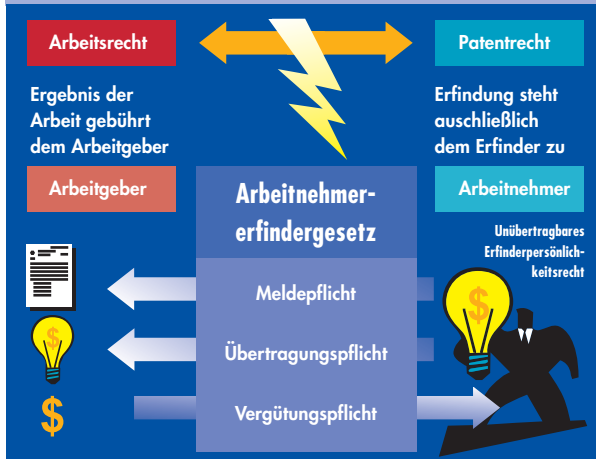 Arbeitsrecht
Patentrecht
Ergebnis der
Arbeit gebührt
dem Arbeitgeber
Erfindung steht
auschließlich
dem Erfinder zu
Arbeitgeber
Arbeitnehmer-
erfindergesetz
Arbeitnehmer
Unübertragbares
Erfinderpersönlich-
keitsrecht
Meldepflicht
$
$
Übertragungspflicht
Vergütungspflicht
$